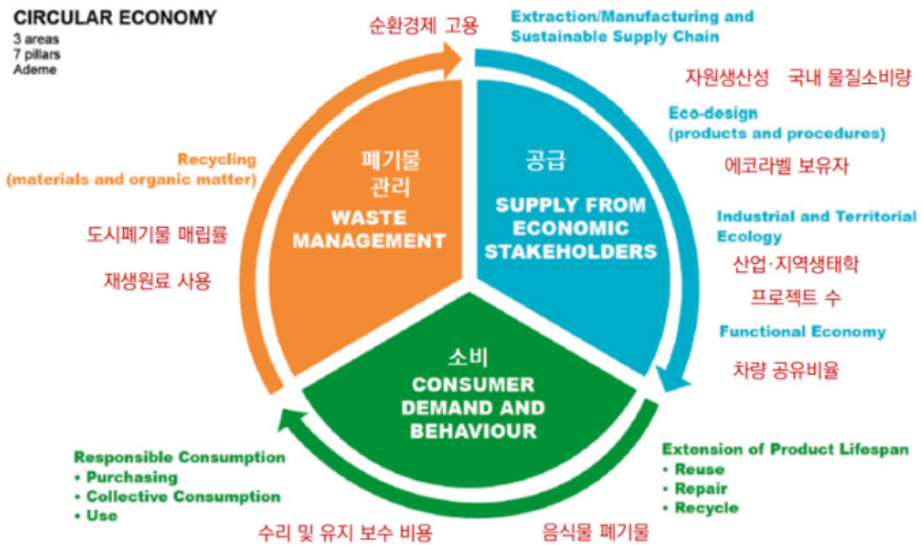 CIRCULAR ECONOMY
3 areas
7 pillars
Ademe
순환경제 고용
Extraction/Manufacturing and
Sustainable Supply Chain
자원생산성 국내 물질소비량
Eco-design
(products and procedures)
에코라벨 보유자
Industrial and Territorial
Ecology
산업·지역생태학
프로젝트 수
Functional Economy
차량 공유비율
공급
SUPPLY FROM
ECONOMIC
STAKEHOLDERS
폐기물
관리
WASTE
MANAGEMENT
Recycling
(materials and organic matter)
도시폐기물 매립률
재생원료 사용
소비
CONSUMER
DEMAND AND
BEHAVIOUR
Extension of Product Lifespan
• Reuse
• Repair
• Recycle
음식물 폐기물
Responsible Consumption
• Purchasing
• Collective Consumption
• Use
수리 및 유지 보수 비용